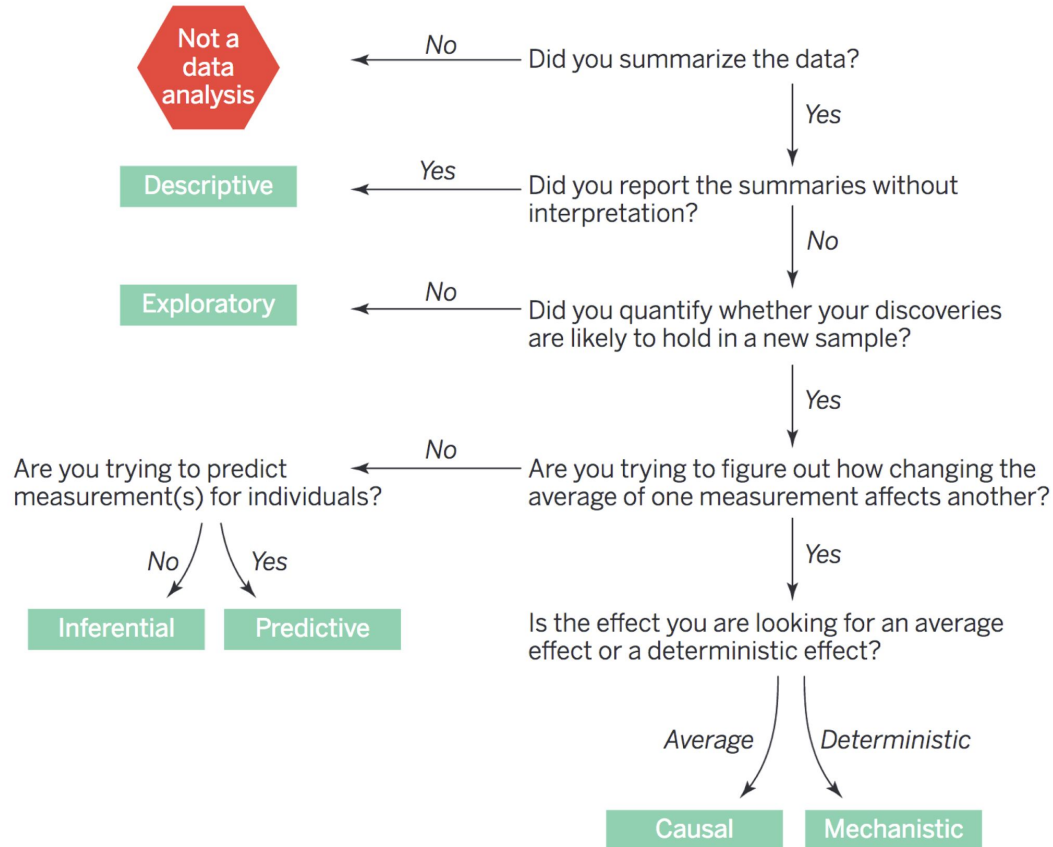 Not a
data
analysis
No
Did you summarize the data?
Yes
Descriptive
Yes
Did you report the summaries without
interpretation?
No
Exploratory
No
Did you quantify whether your discoveries
are likely to hold in a new sample?
Yes
Are you trying to predict
measurement(s) for individuals?
No
Are you trying to figure out how changing the
average of one measurement affects another?
No
Yes
Yes
Inferential
Predictive
Is the effect you are looking for an average
effect or a deterministic effect?
Average
Deterministic
Causal
Mechanistic